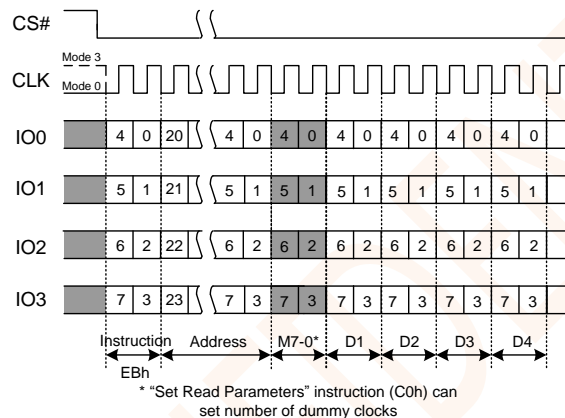 CS#
Mode 3
CLK
Mode 0
IO0 4 0 20 4 0 4 0 4 0 4 0 4 0 4 0
IO1 5 1 21 5 1 5 1 5 1 5 1 5 1 5 1
IO2 6 2 22 6 2 6 2 6 2 6 2 6 2 6 2
IO3 7 3 23 7 3 7 3 7 3 7 3 7 3 7 3
Instruction Address M7-0* D1 D2 D3 D4
EBh
* "Set Read Parameters" instruction (C0h) can
set number of dummy clocks